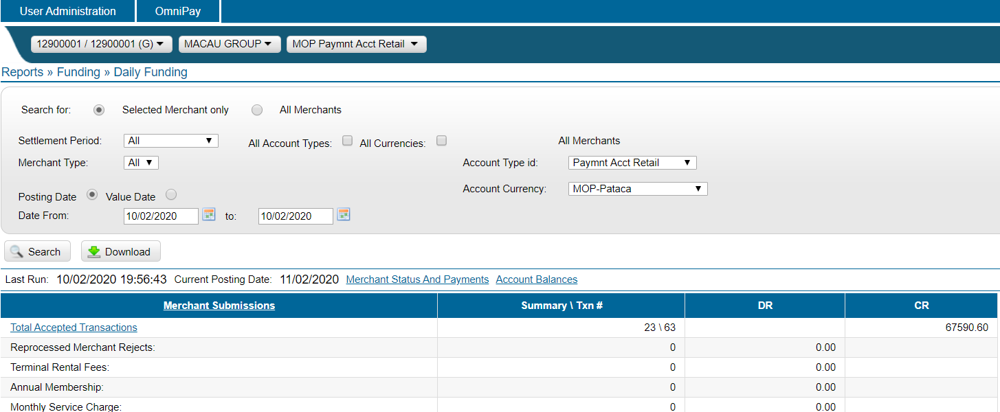 User Administration OmniPay
12900001 / 12900001 (G) MACAU GROUP MOP Paymnt Acct Retail
Reports » Funding » Daily Funding
Search for: Selected Merchant only All Merchants
Settlement Period: All All Account Types: All Currencies: All Merchants
Merchant Type: All Account Type id: Paymnt Acct Retail
Account Currency: MOP-Pataca
Posting Date Value Date
Date From: 10/02/2020 to: 10/02/2020
Search Download
Last Run: 10/02/2020 19:56:43 Current Posting Date: 11/02/2020 Merchant Status And Payments Account Balances
Merchant Submissions Summary \ Txn # DR CR
Total Accepted Transactions 23 \ 63 67590.60
Reprocessed Merchant Rejects: 0 0.00
Terminal Rental Fees: 0 0.00
Annual Membership: 0 0.00
Monthly Service Charge: 0 0.00